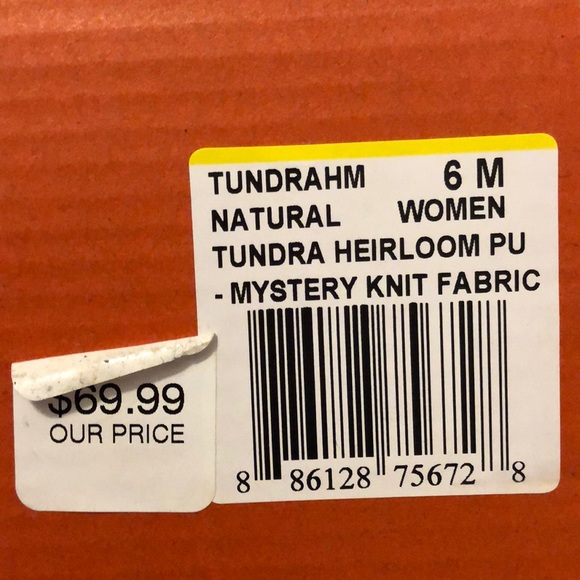 TUNDRAHM 6 M
NATURAL WOMEN
TUNDRA HEIRLOOM PU
- MYSTERY KNIT FABRIC
8 86128 75672 8
$69.99
OUR PRICE